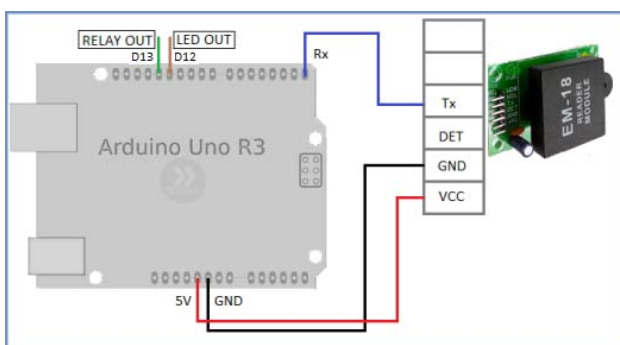 RELAY OUT
LED OUT
D13
D12
Rx
Tx
DET
GND
VCC
Arduino Uno R3
5V
GND
EM-18
READER
MODULE